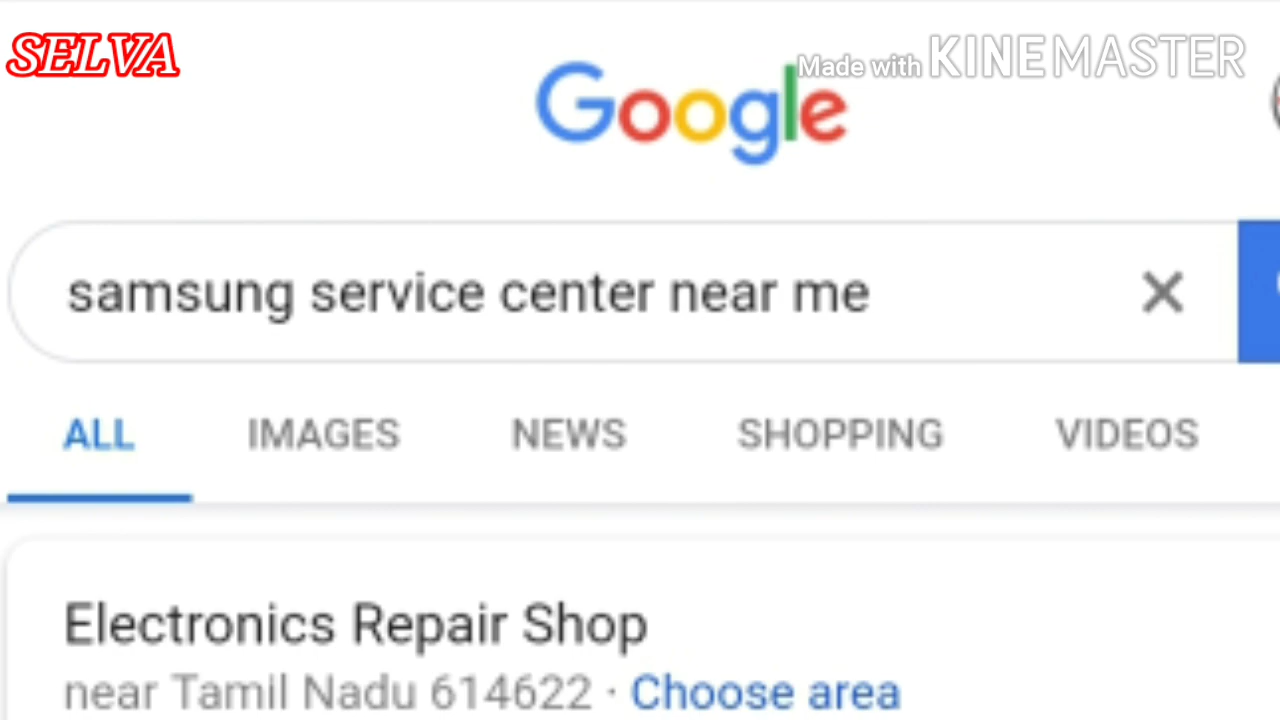 SELVA
Made with KINEMASTER
Google
samsung service center near me
ALL IMAGES NEWS SHOPPING VIDEOS
Electronics Repair Shop
near Tamil Nadu 614622 · Choose area